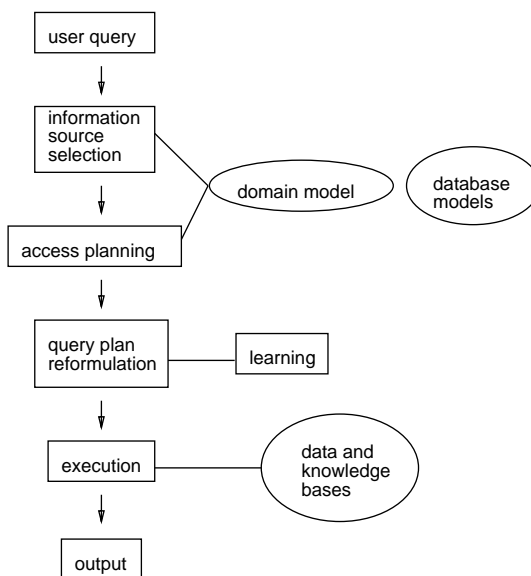 user query
information
source
selection
domain model
database
models
access planning
query plan
reformulation
learning
execution
data and
knowledge
bases
output